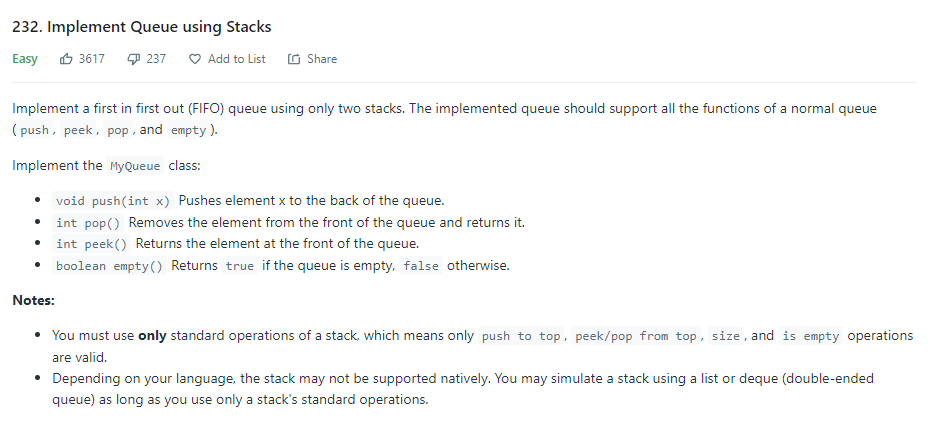 232. Implement Queue using Stacks
Easy 3617 237 Add to List Share
Implement a first in first out (FIFO) queue using only two stacks. The implemented queue should support all the functions of a normal queue
( push , peek , pop , and empty ).
Implement the MyQueue class:
• void push(int x) Pushes element x to the back of the queue.
• int pop() Removes the element from the front of the queue and returns it.
• int peek() Returns the element at the front of the queue.
• boolean empty() Returns true if the queue is empty, false otherwise.
Notes:
• You must use only standard operations of a stack, which means only push to top , peek/pop from top , size , and is empty operations
are valid.
• Depending on your language, the stack may not be supported natively. You may simulate a stack using a list or deque (double-ended
queue) as long as you use only a stack's standard operations.